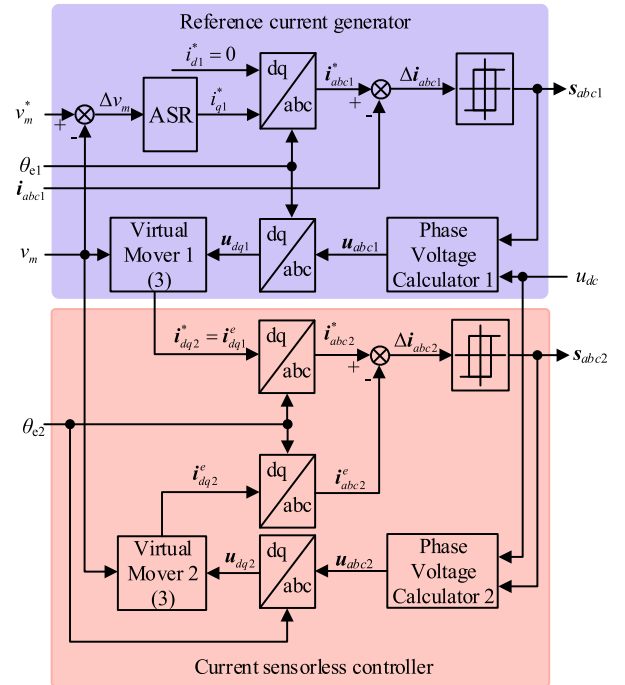 Reference current generator
i*d1 = 0
dq
abc
i*abc1
Δiabc1
sabc1
v*m
+
-
Δvm
ASR
i*q1
+
-
θe1
iabc1
vm
Virtual
Mover 1
(3)
udq1
dq
abc
uabc1
Phase
Voltage
Calculator 1
udc
i*dq2 = iedq1
dq
abc
i*abc2
+
-
Δiabc2
sabc2
θe2
iedq2
dq
abc
ieabc2
Virtual
Mover 2
(3)
udq2
dq
abc
uabc2
Phase
Voltage
Calculator 2
Current sensorless controller